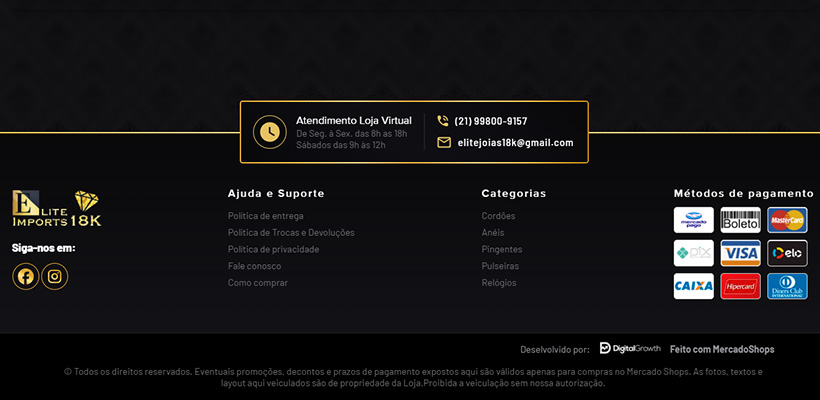 Atendimento Loja Virtual
De Seg. à Sex. das 8h as 18h
Sábados das 9h às 12h
(21) 99800-9157
elitejoias18k@gmail.com
ELITE
IMPORTS 18K
Siga-nos em:
Ajuda e Suporte
Política de entrega
Política de Trocas e Devoluções
Política de privacidade
Fale conosco
Como comprar
Categorias
Cordões
Anéis
Pingentes
Pulseiras
Relógios
Métodos de pagamento
mercado pago
Boleto
MasterCard
pix
VISA
elo
CAIXA
Hipercard
Diners Club
INTERNATIONAL
Deselvolvido por:
DigitalGrowth
Feito com MercadoShops
© Todos os direitos reservados. Eventuais promoções, decontos e prazos de pagamento expostos aqui são válidos apenas para compras no Mercado Shops. As fotos, textos e
layout aqui veiculados são de propriedade da Loja.Proibida a veiculação sem nossa autorização.